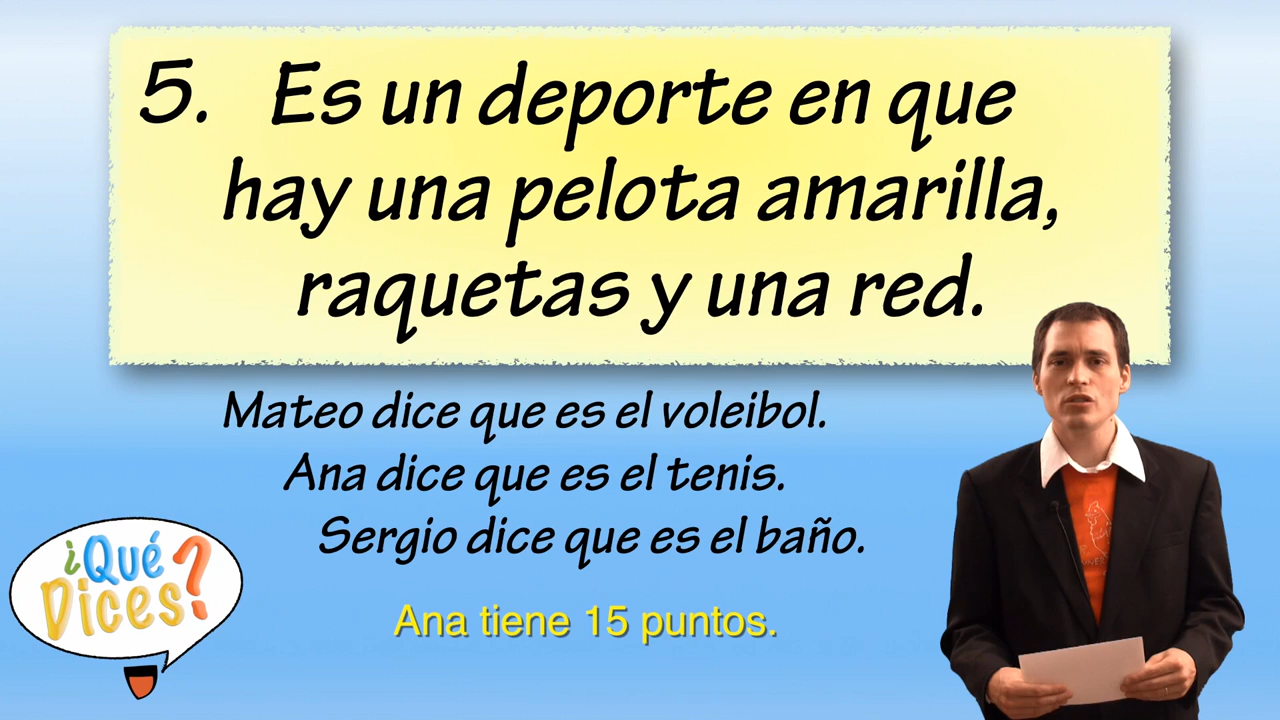 5. Es un deporte en que
hay una pelota amarilla,
raquetas y una red.
Mateo dice que es el voleibol.
Ana dice que es el tenis.
Sergio dice que es el baño.
¿Qué
Dices?
Ana tiene 15 puntos.